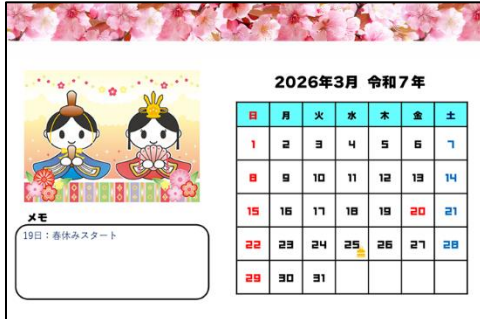 2026年3月 令和7年
日 月 火 水 木 金 土
1 2 3 4 5 6 7
8 9 10 11 12 13 14
15 16 17 18 19 20 21
22 23 24 25 26 27 28
29 30 31
メモ
19日：春休みスタート